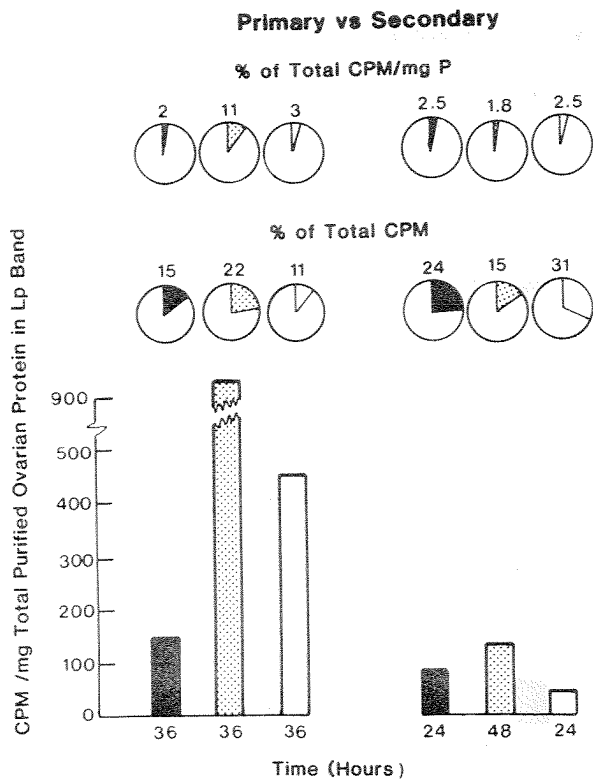 Primary vs Secondary
% of Total CPM/mg P
2 11 3 2.5 1.8 2.5
% of Total CPM
15 22 11 24 15 31
CPM /mg Total Purified Ovarian Protein in Lp Band
900
500
400
300
200
100
0
36 36 36 24 48 24
Time (Hours)